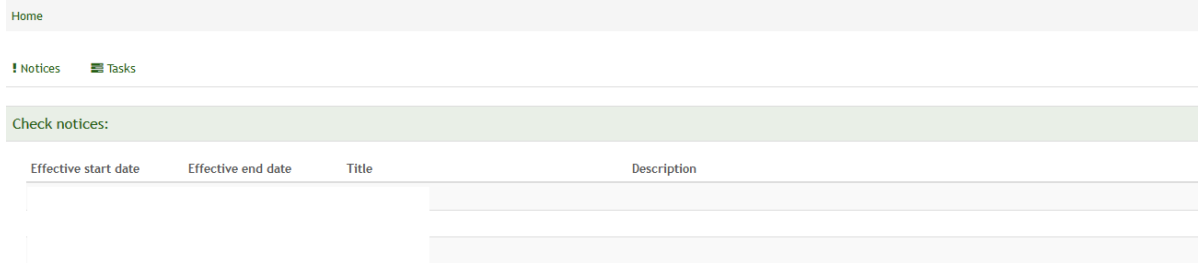 Home
! Notices Tasks
Check notices:
Effective start date Effective end date Title Description